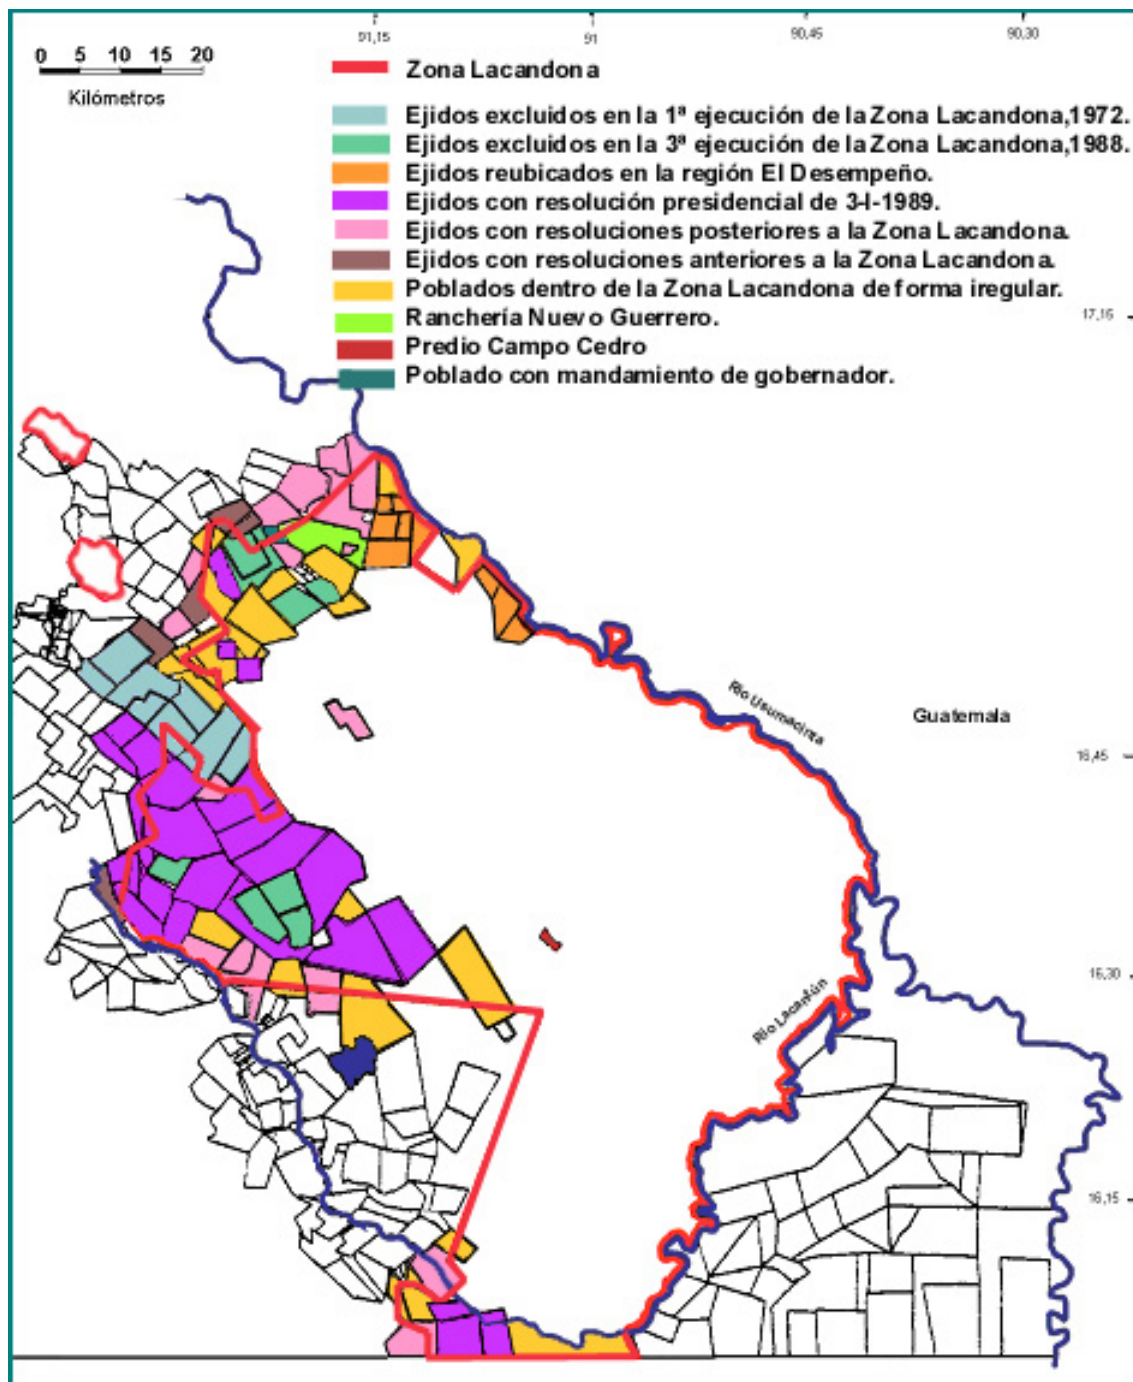 91,15 91 90,45 90,30
0 5 10 15 20
Kilómetros
Zona Lacandona
Ejidos excluidos en la 1ª ejecución de la Zona Lacandona,1972.
Ejidos excluidos en la 3ª ejecución de la Zona Lacandona,1988.
Ejidos reubicados en la región El Desempeño.
Ejidos con resolución presidencial de 3-I-1989.
Ejidos con resoluciones posteriores a la Zona Lacandona.
Ejidos con resoluciones anteriores a la Zona Lacandona.
Poblados dentro de la Zona Lacandona de forma iregular.
Ranchería Nuevo Guerrero.
Predio Campo Cedro
Poblado con mandamiento de gobernador.
17,15
Río Usumacinta
Guatemala
16,45
16,30
Río Lacantún
16,15